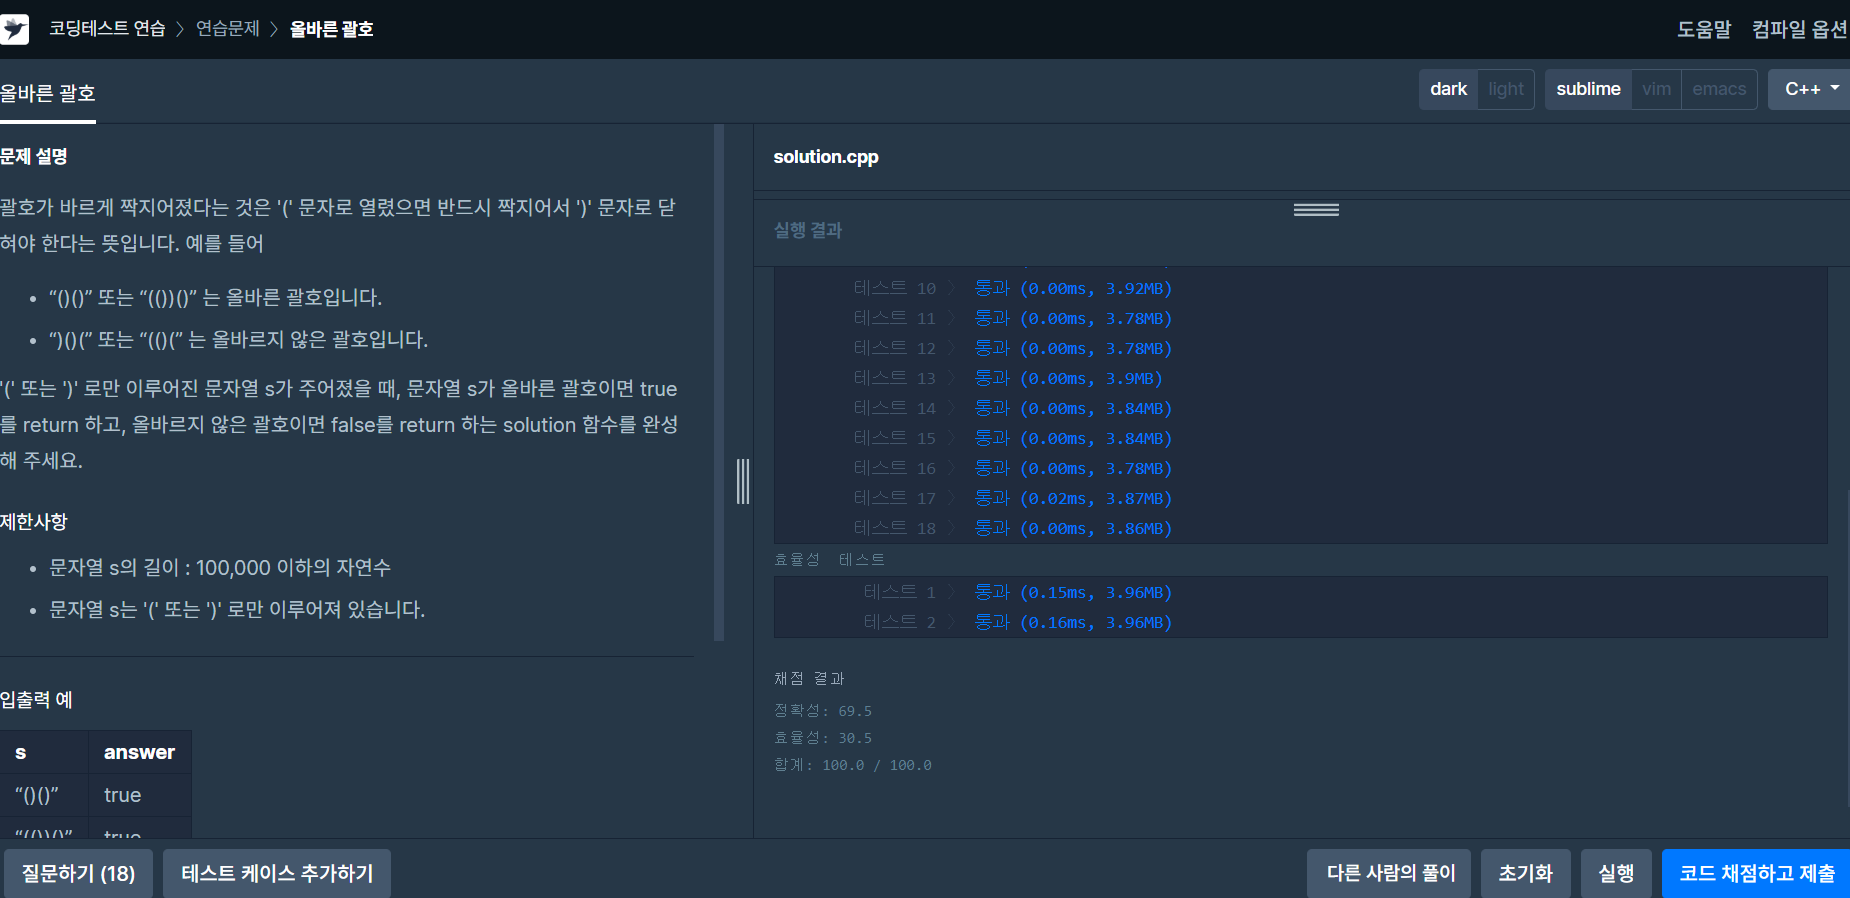 코딩테스트 연습 > 연습문제 > 올바른 괄호
도움말 컴파일 옵션
올바른 괄호
dark light sublime vim emacs C++
문제 설명
괄호가 바르게 짝지어졌다는 것은 '(' 문자로 열렸으면 반드시 짝지어서 ')' 문자로 닫
혀야 한다는 뜻입니다. 예를 들어
• “()()” 또는 “(())()” 는 올바른 괄호입니다.
• “)()(” 또는 “(()(” 는 올바르지 않은 괄호입니다.
'(' 또는 ')' 로만 이루어진 문자열 s가 주어졌을 때, 문자열 s가 올바른 괄호이면 true
를 return 하고, 올바르지 않은 괄호이면 false를 return 하는 solution 함수를 완성
해 주세요.
제한사항
• 문자열 s의 길이 : 100,000 이하의 자연수
• 문자열 s는 '(' 또는 ')' 로만 이루어져 있습니다.
입출력 예
s answer
“()()” true
“(())()” true
solution.cpp
실행 결과
테스트 10 > 통과 (0.00ms, 3.92MB)
테스트 11 > 통과 (0.00ms, 3.78MB)
테스트 12 > 통과 (0.00ms, 3.78MB)
테스트 13 > 통과 (0.00ms, 3.9MB)
테스트 14 > 통과 (0.00ms, 3.84MB)
테스트 15 > 통과 (0.00ms, 3.84MB)
테스트 16 > 통과 (0.00ms, 3.78MB)
테스트 17 > 통과 (0.02ms, 3.87MB)
테스트 18 > 통과 (0.00ms, 3.86MB)
효율성 테스트
테스트 1 > 통과 (0.15ms, 3.96MB)
테스트 2 > 통과 (0.16ms, 3.96MB)
채점 결과
정확성: 69.5
효율성: 30.5
합계: 100.0 / 100.0
질문하기 (18) 테스트 케이스 추가하기 다른 사람의 풀이 초기화 실행 코드 채점하고 제출